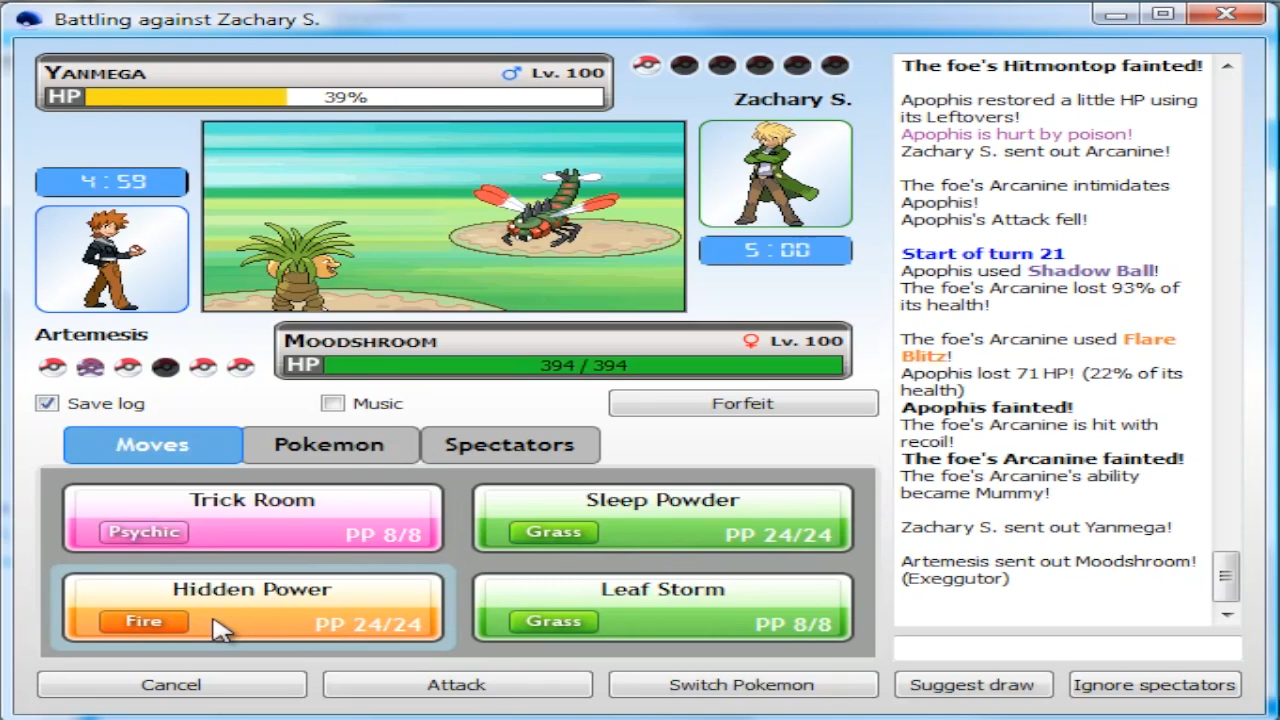 Battling against Zachary S.
YANMEGA ♂ Lv. 100
HP 39%
Zachary S.
4:59
5:00
Artemesis
MOODSHROOM ♀ Lv. 100
HP 394 / 394
Save log
Music
Forfeit
Moves
Pokemon
Spectators
Trick Room
Psychic PP 8/8
Sleep Powder
Grass PP 24/24
Hidden Power
Fire PP 24/24
Leaf Storm
Grass PP 8/8
Cancel
Attack
Switch Pokemon
The foe's Hitmontop fainted!
Apophis restored a little HP using
its Leftovers!
Apophis is hurt by poison!
Zachary S. sent out Arcanine!
The foe's Arcanine intimidates
Apophis!
Apophis's Attack fell!
Start of turn 21
Apophis used Shadow Ball!
The foe's Arcanine lost 93% of
its health!
The foe's Arcanine used Flare
Blitz!
Apophis lost 71 HP! (22% of its
health)
Apophis fainted!
The foe's Arcanine is hit with
recoil!
The foe's Arcanine fainted!
The foe's Arcanine's ability
became Mummy!
Zachary S. sent out Yanmega!
Artemesis sent out Moodshroom!
(Exeggutor)
Suggest draw
Ignore spectators